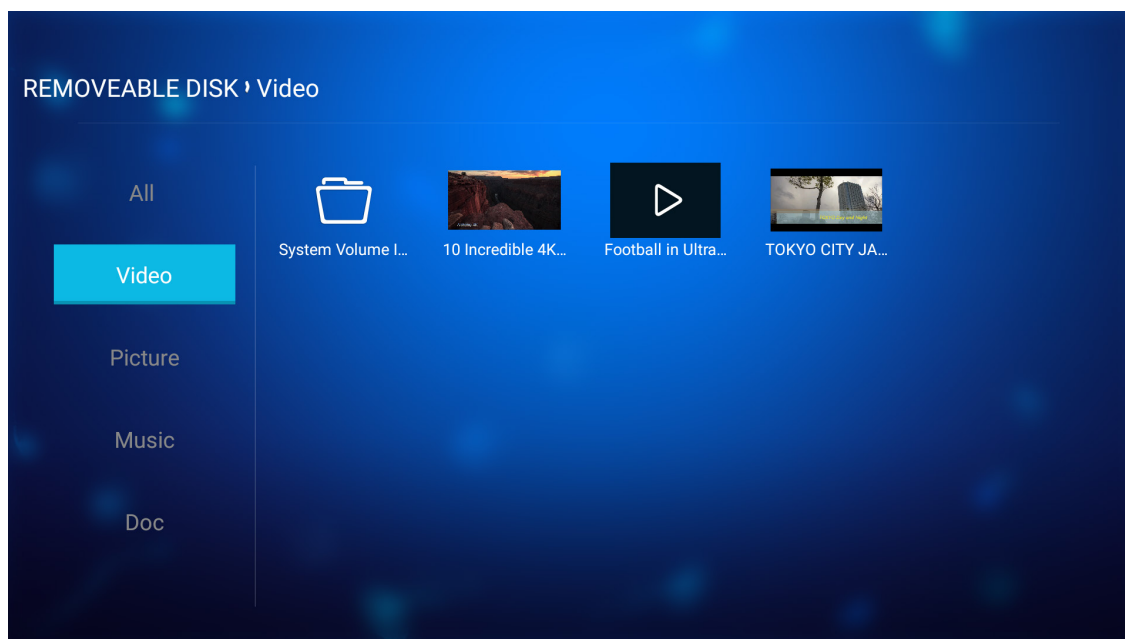 REMOVEABLE DISK Video
All
Video
Picture
Music
Doc
System Volume I...
10 Incredible 4K...
Football in Ultra...
TOKYO CITY JA...